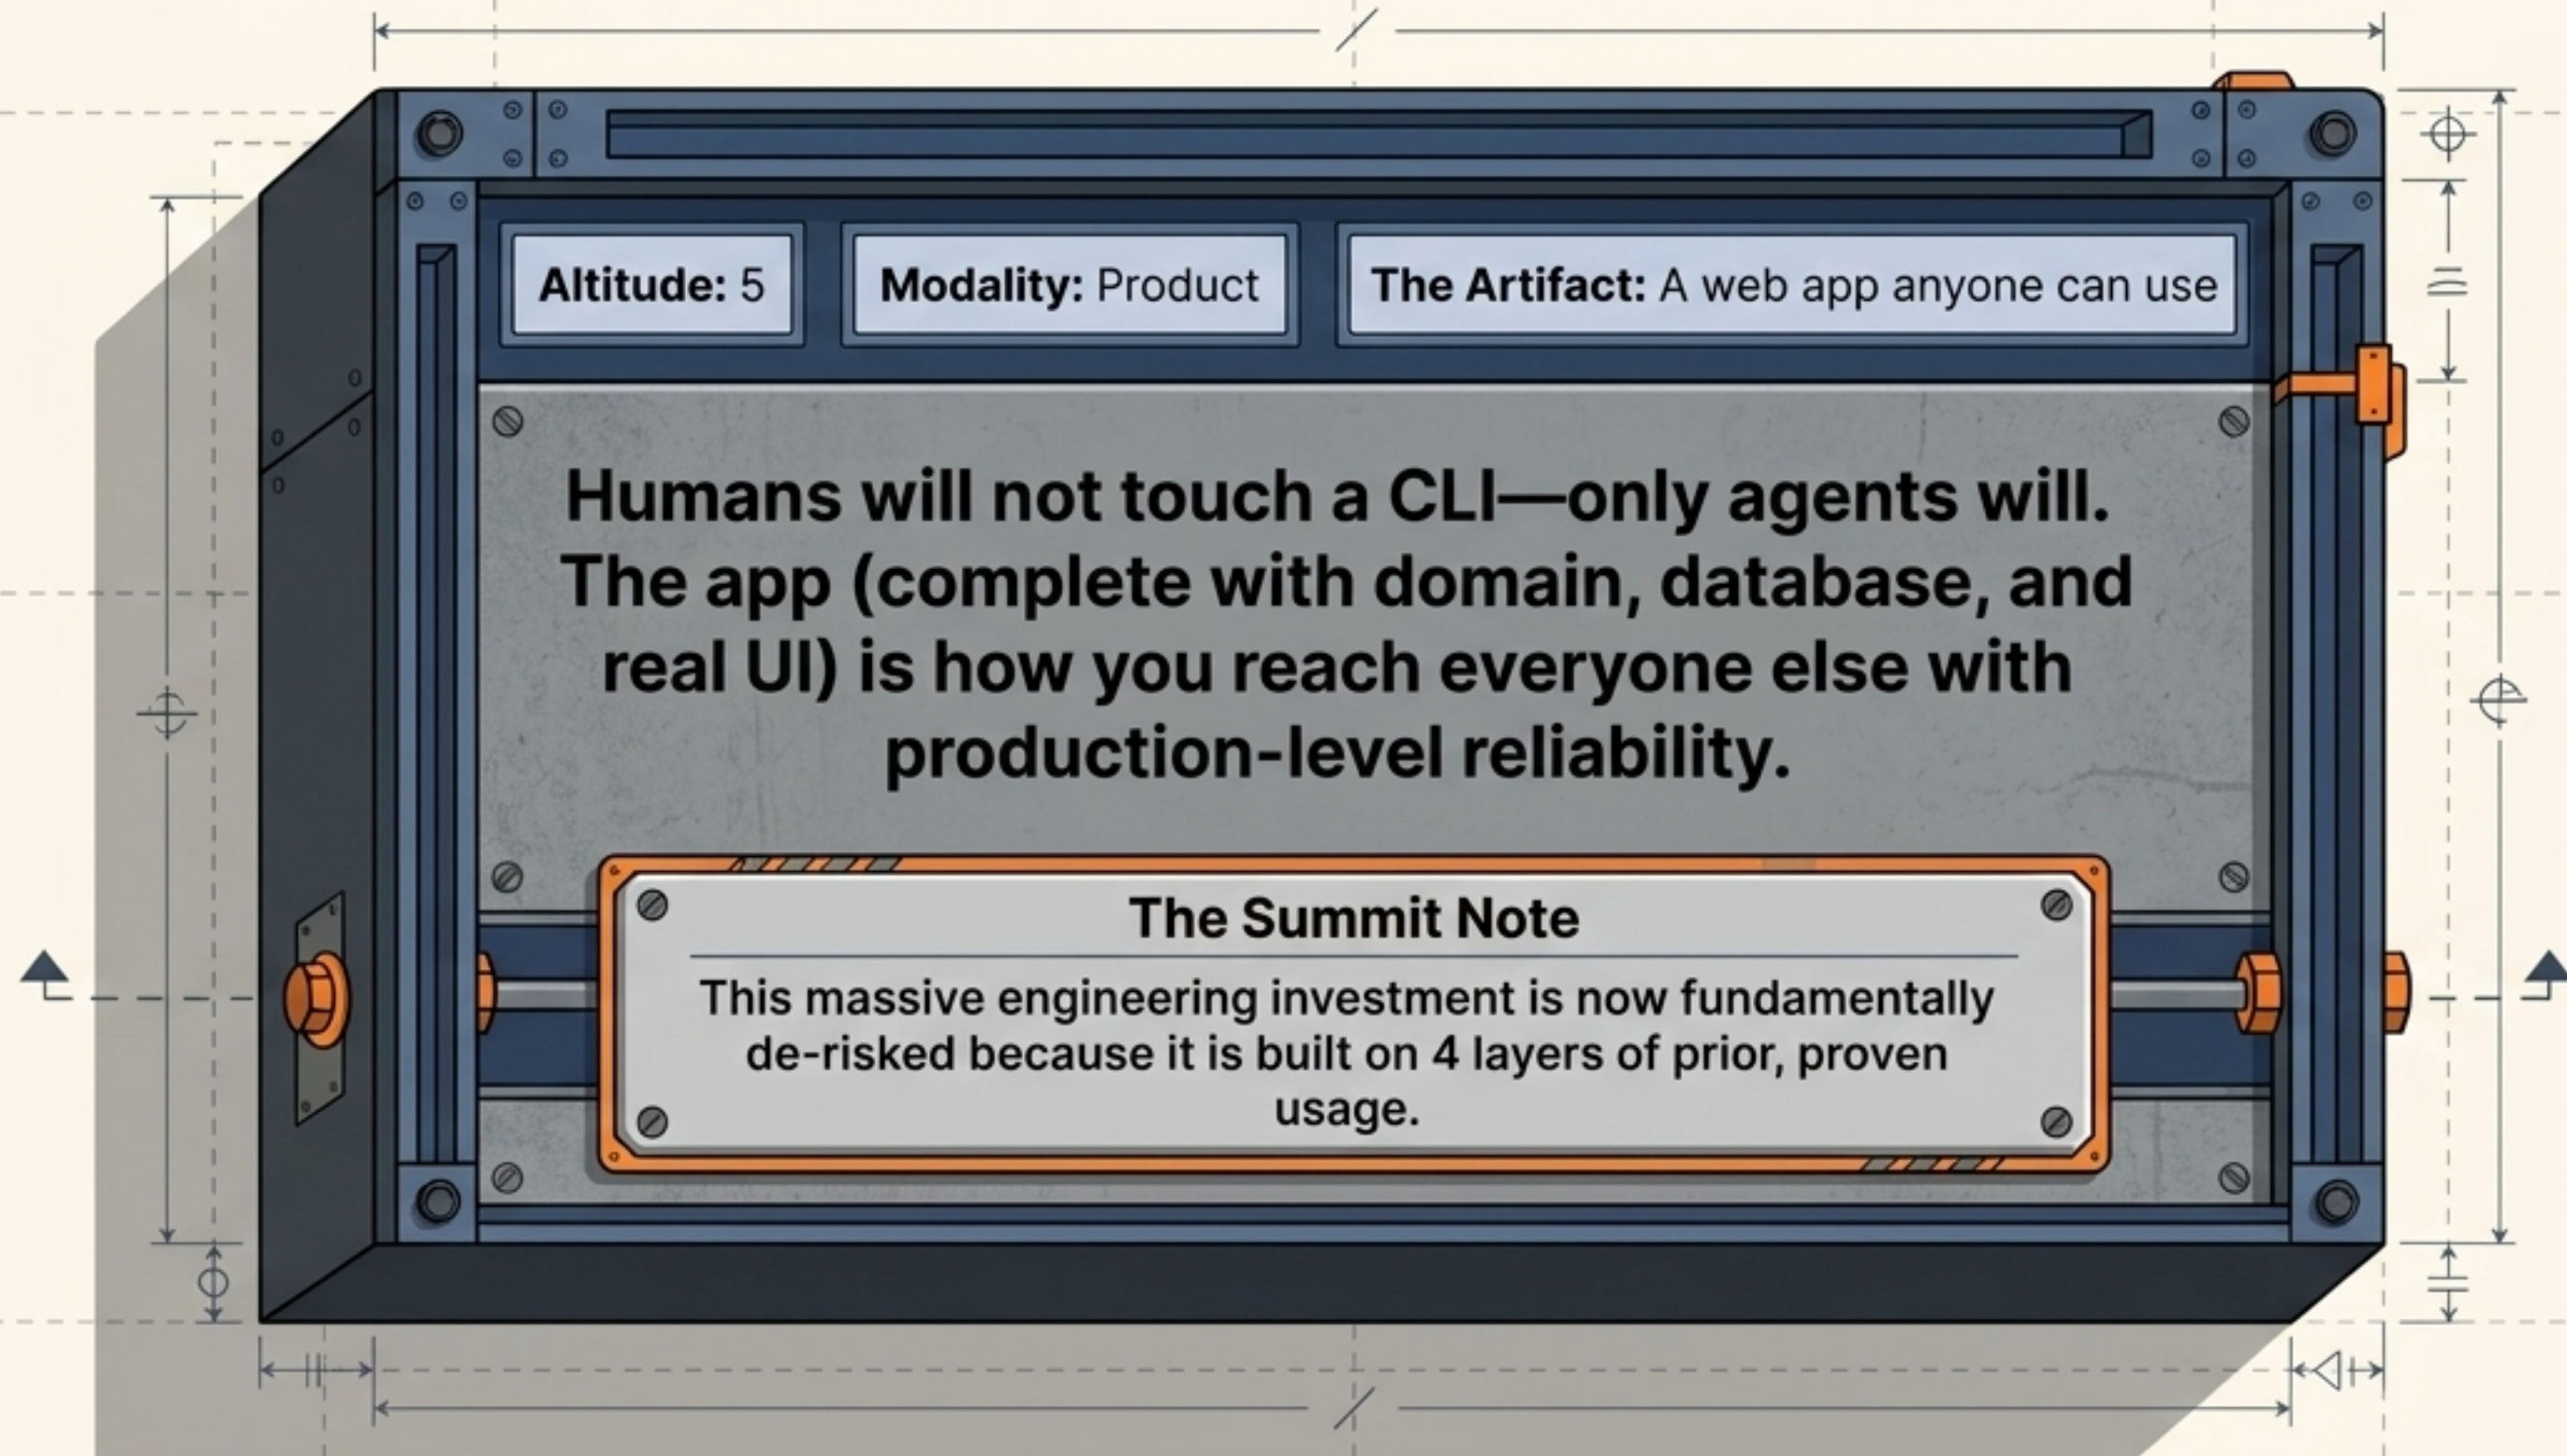 Altitude: 5
Modality: Product
The Artifact: A web app anyone can use
Humans will not touch a CLI—only agents will.
The app (complete with domain, database, and
real UI) is how you reach everyone else with
production-level reliability.
The Summit Note
This massive engineering investment is now fundamentally
de-risked because it is built on 4 layers of prior, proven
usage.